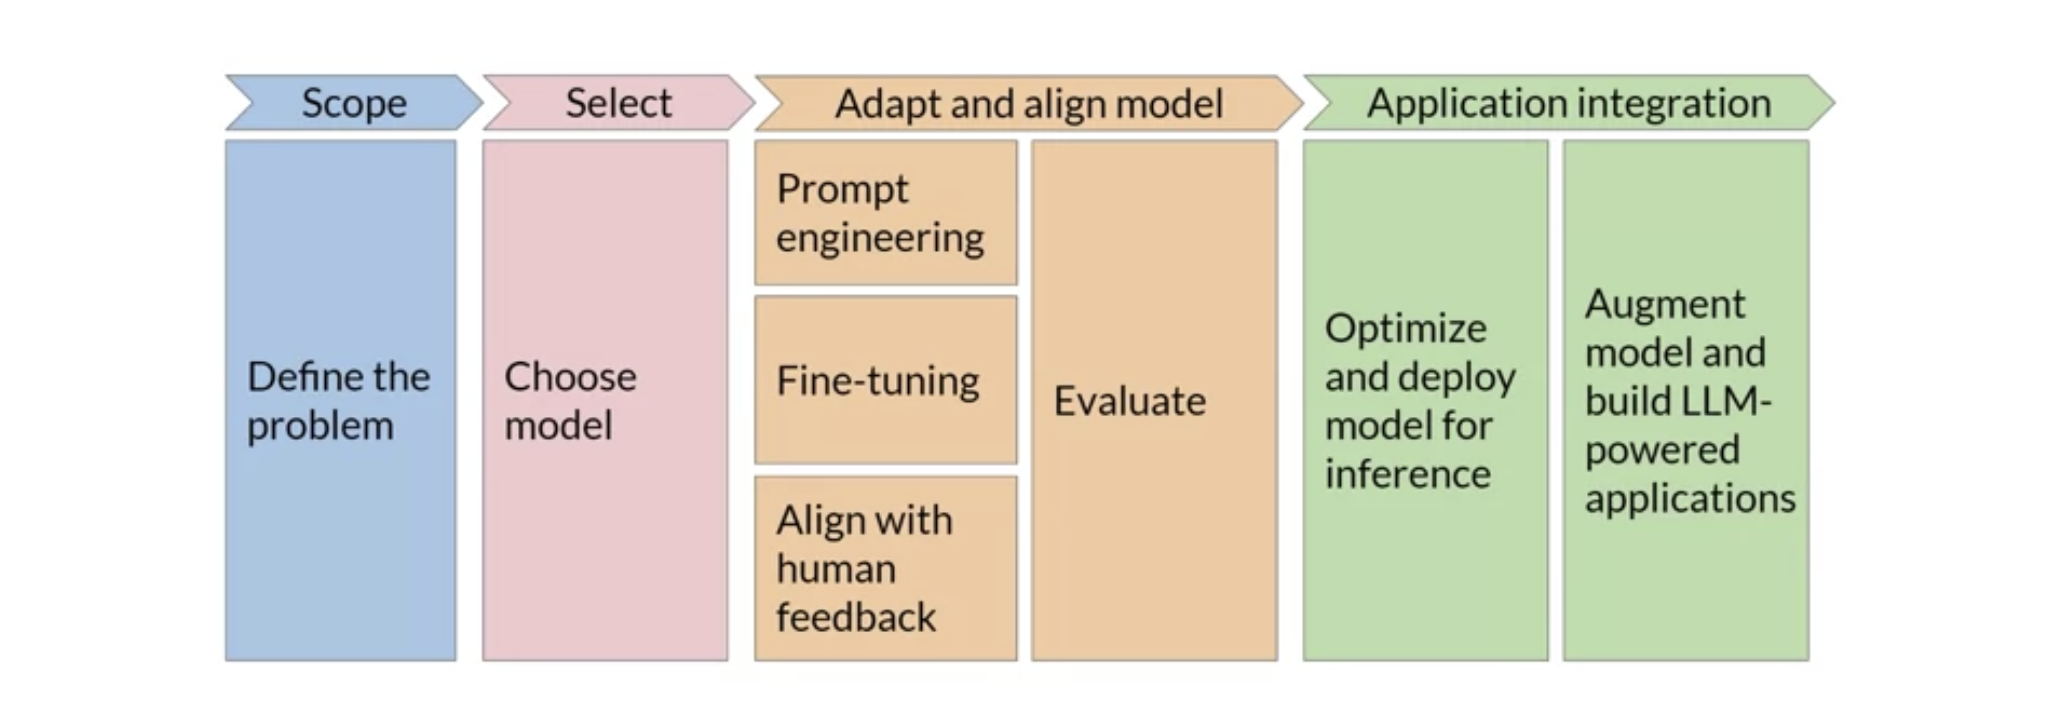 Scope
Select
Adapt and align model
Application integration
Define the
problem
Choose
model
Prompt
engineering
Fine-tuning
Align with
human
feedback
Evaluate
Optimize
and deploy
model for
inference
Augment
model and
build LLM-
powered
applications